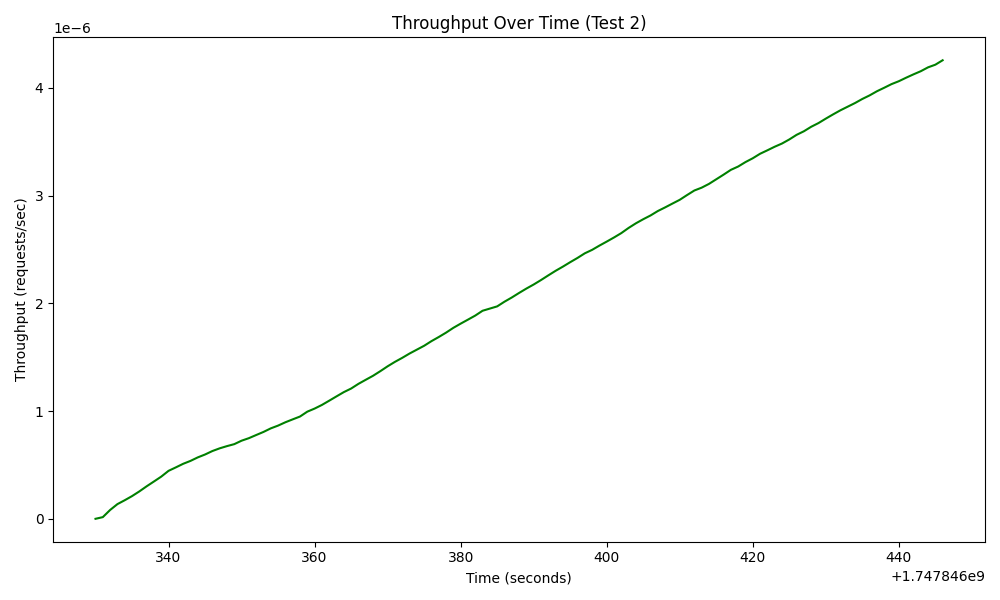 Throughput Over Time (Test 2)
1e−6
Throughput (requests/sec)
4
3
2
1
0
340 360 380 400 420 440
Time (seconds)
+1.747846e9